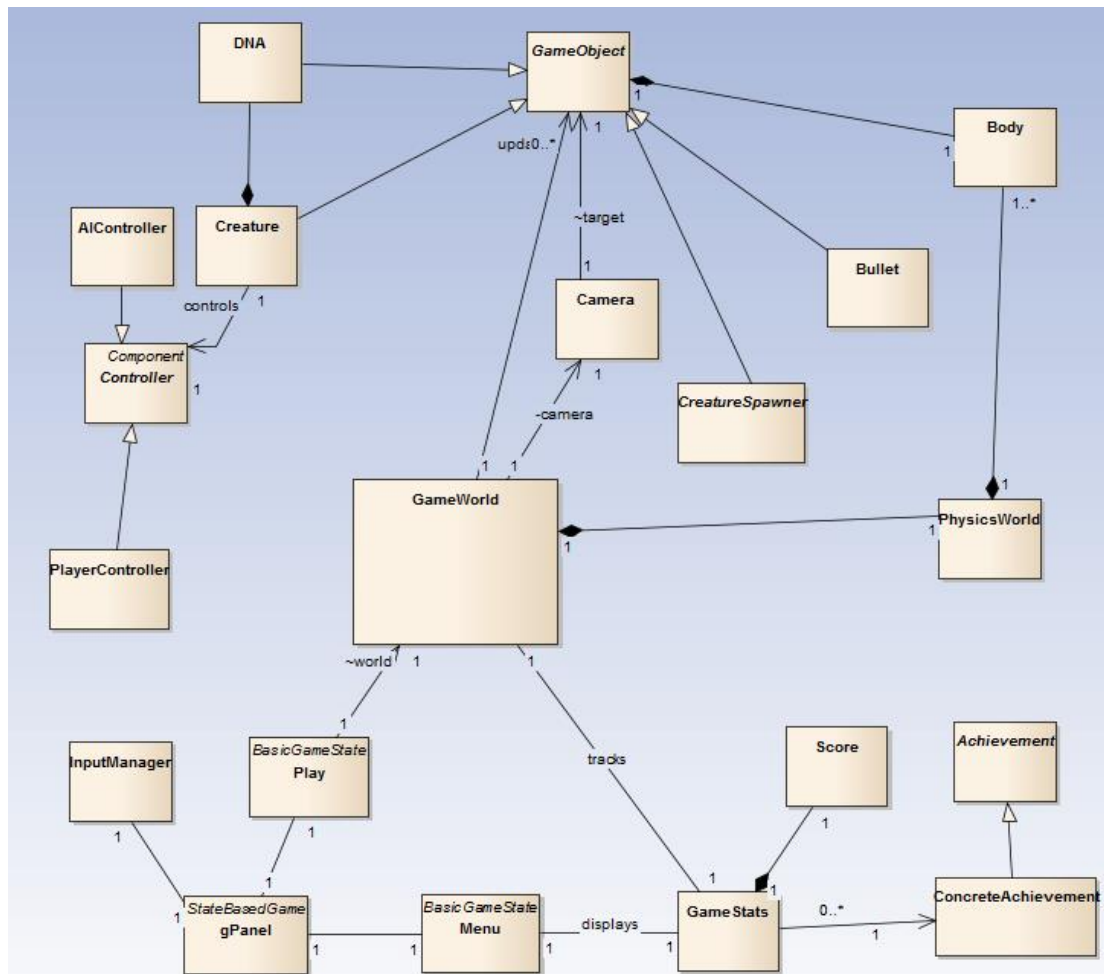 DNA
GameObject
1
1
Body
1
1..*
upda0..*
AIController
Creature
1
controls
~target
1
Camera
1
Bullet
Component
Controller
1
CreatureSpawner
-camera
1
1
GameWorld
1
1
PhysicsWorld
1
PlayerController
~world
1
1
1
tracks
InputManager
1
BasicGameState
Play
1
Score
1
Achievement
1
StateBasedGame
gPanel
1
1
BasicGameState
Menu
1
1
displays
1
1
GameStats
1
0..*
1
ConcreteAchievement